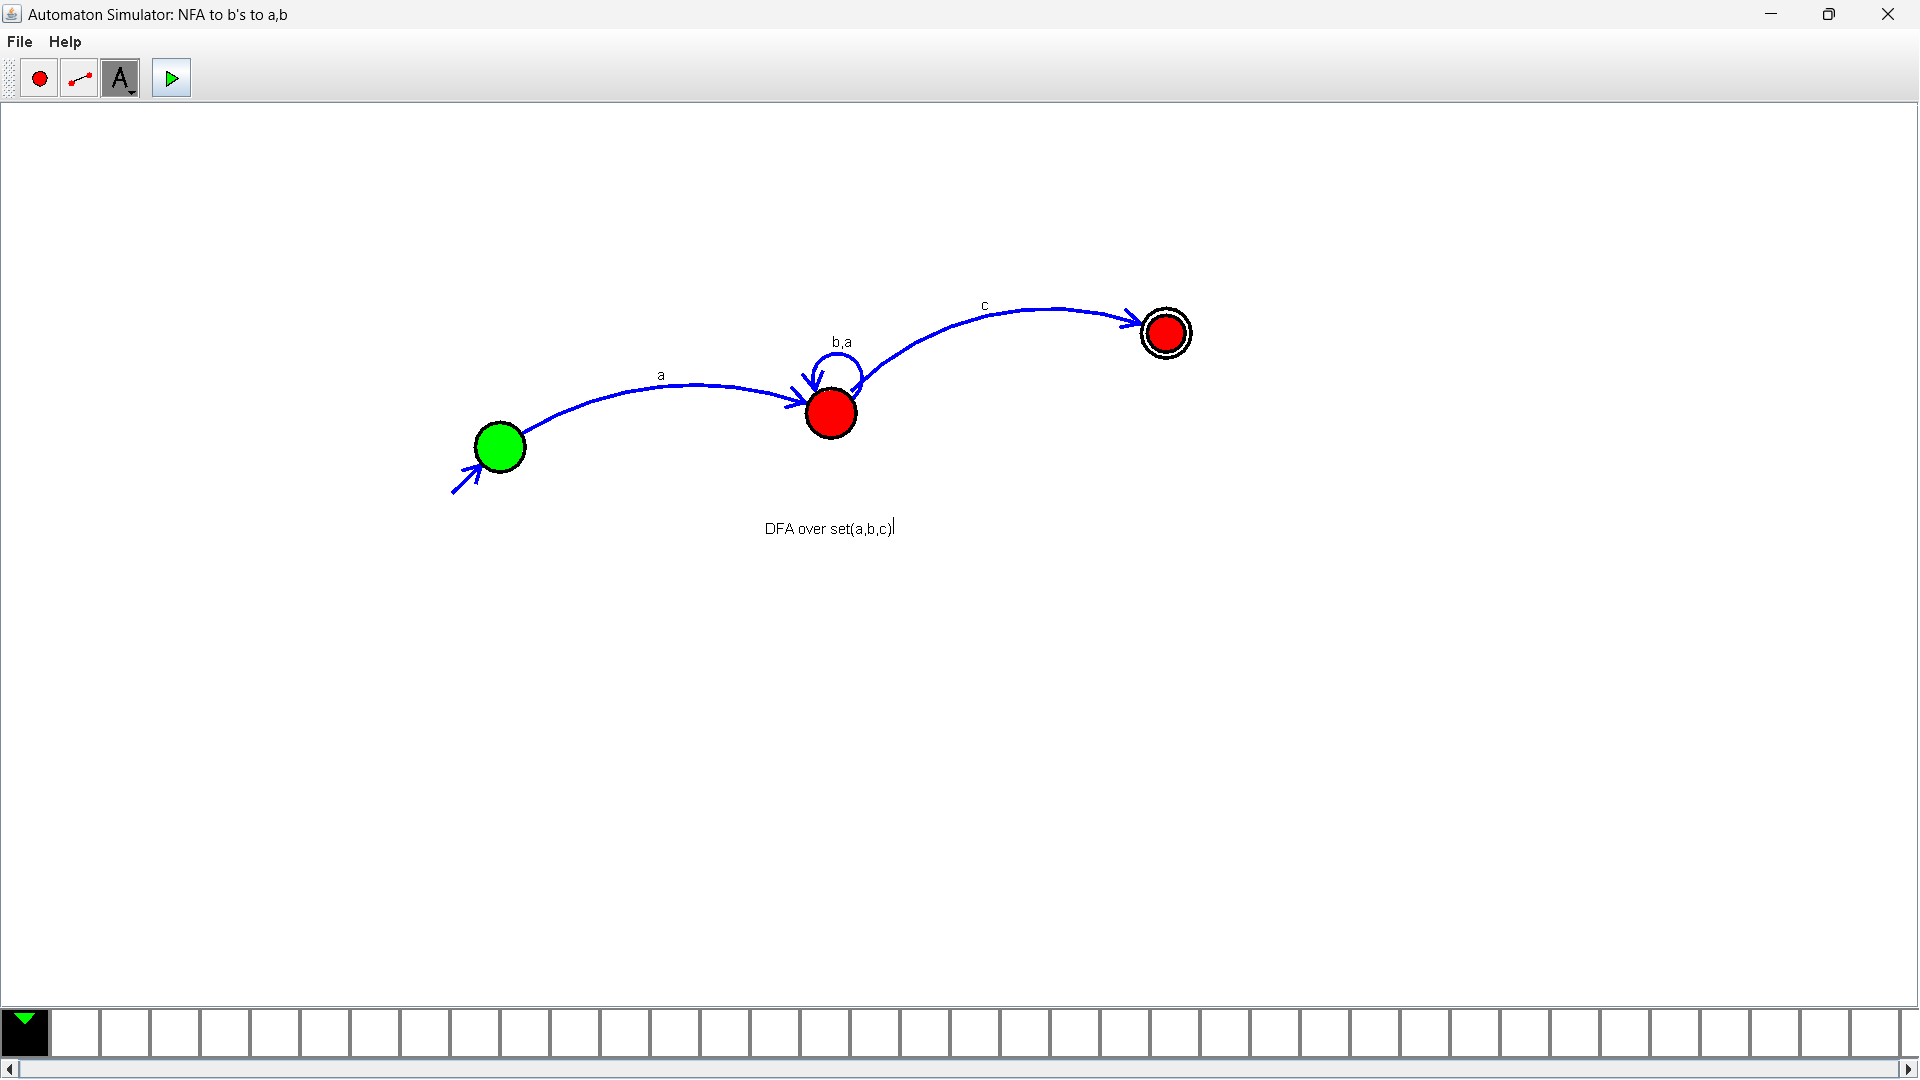 Automaton Simulator: NFA to b's to a,b
File Help
A
c
b,a
a
DFA over set(a,b,c)